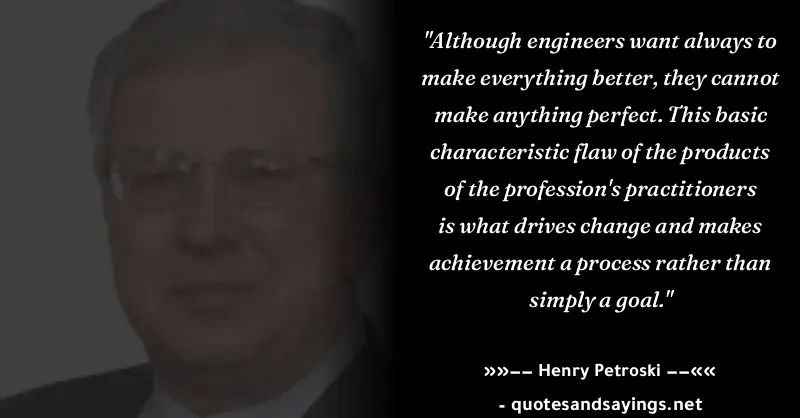 "Although engineers want always to
make everything better, they cannot
make anything perfect. This basic
characteristic flaw of the products
of the profession's practitioners
is what drives change and makes
achievement a process rather than
simply a goal."
»»–– Henry Petroski ––««
- quotesandsayings.net